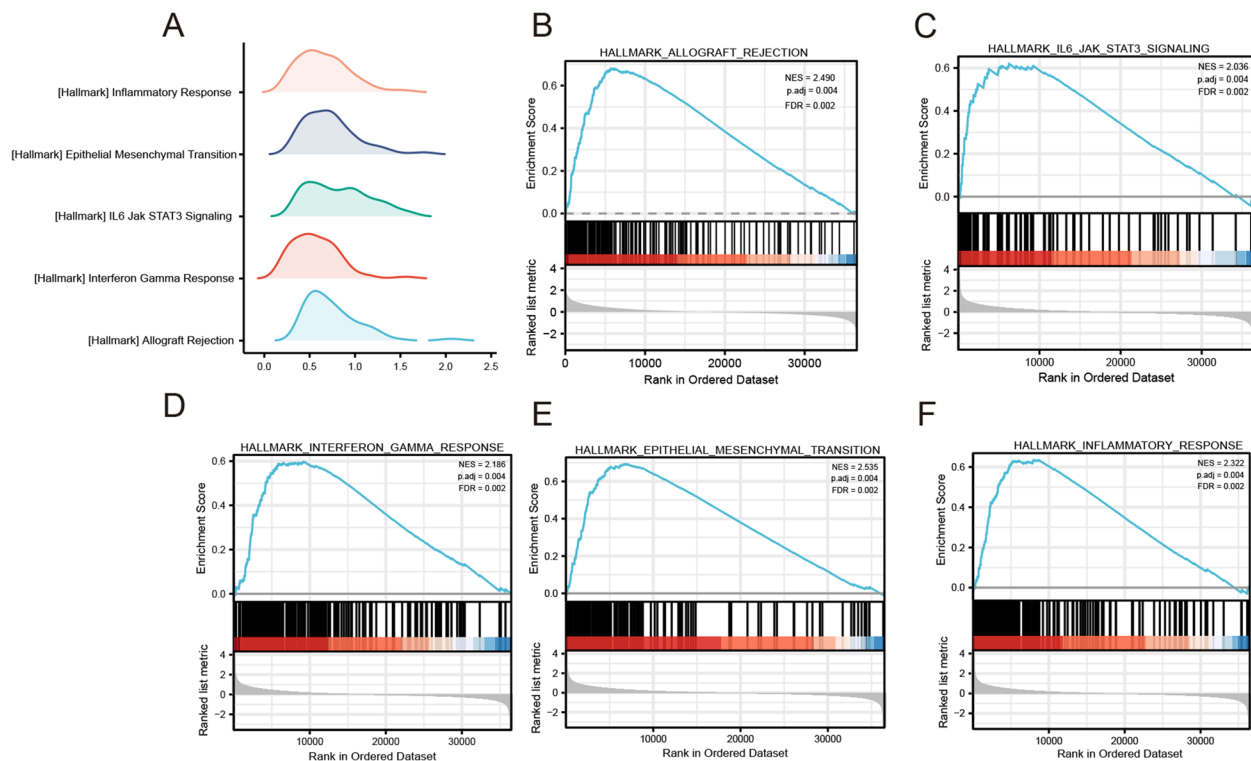 A
[Hallmark] Inflammatory Response
[Hallmark] Epithelial Mesenchymal Transition
[Hallmark] IL6 Jak STAT3 Signaling
[Hallmark] Interferon Gamma Response
[Hallmark] Allograft Rejection
0.0 0.5 1.0 1.5 2.0 2.5
B
HALLMARK_ALLOGRAFT_REJECTION
NES = 2.490
p.adj = 0.004
FDR = 0.002
Enrichment Score
0.6
0.4
0.2
0.0
Ranked list metric
4
2
0
−2
0 10000 20000 30000
Rank in Ordered Dataset
C
HALLMARK_IL6_JAK_STAT3_SIGNALING
NES = 2.036
p.adj = 0.004
FDR = 0.002
Enrichment Score
0.6
0.4
0.2
0.0
Ranked list metric
4
2
0
−2
10000 20000 30000
Rank in Ordered Dataset
D
HALLMARK_INTERFERON_GAMMA_RESPONSE
NES = 2.186
p.adj = 0.004
FDR = 0.002
Enrichment Score
0.6
0.4
0.2
0.0
Ranked list metric
4
2
0
−2
10000 20000 30000
Rank in Ordered Dataset
E
HALLMARK_EPITHELIAL_MESENCHYMAL_TRANSITION
NES = 2.535
p.adj = 0.004
FDR = 0.002
Enrichment Score
0.6
0.4
0.2
0.0
Ranked list metric
4
2
0
−2
10000 20000 30000
Rank in Ordered Dataset
F
HALLMARK_INFLAMMATORY_RESPONSE
NES = 2.322
p.adj = 0.004
FDR = 0.002
Enrichment Score
0.6
0.4
0.2
0.0
Ranked list metric
4
2
0
−2
10000 20000 30000
Rank in Ordered Dataset